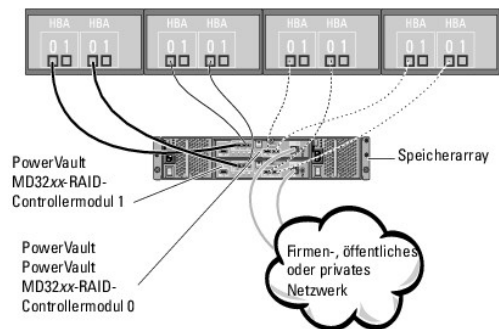 HBA HBA HBA HBA HBA HBA HBA HBA
0 1 0 1 0 1 0 1 0 1 0 1 0 1 0 1
PowerVault
MD32xx-RAID-
Controllermodul 1
Speicherarray
PowerVault
PowerVault
MD32xx-RAID-
Controllermodul 0
Firmen-, öffentliches
oder privates
Netzwerk